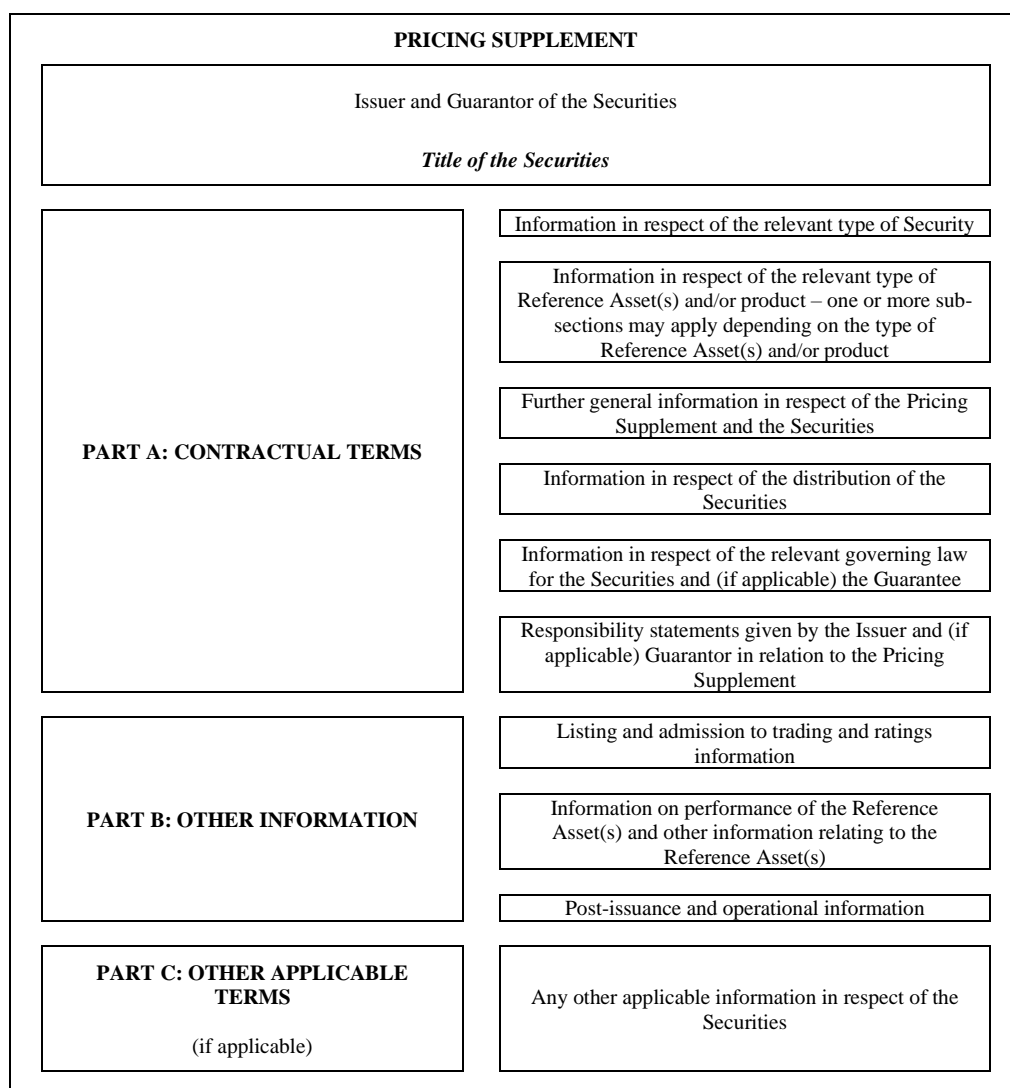 PRICING SUPPLEMENT
Issuer and Guarantor of the Securities
Title of the Securities
PART A: CONTRACTUAL TERMS
Information in respect of the relevant type of Security
Information in respect of the relevant type of
Reference Asset(s) and/or product – one or more sub-
sections may apply depending on the type of
Reference Asset(s) and/or product
Further general information in respect of the Pricing
Supplement and the Securities
Information in respect of the distribution of the
Securities
Information in respect of the relevant governing law
for the Securities and (if applicable) the Guarantee
Responsibility statements given by the Issuer and (if
applicable) Guarantor in relation to the Pricing
Supplement
PART B: OTHER INFORMATION
Listing and admission to trading and ratings
information
Information on performance of the Reference
Asset(s) and other information relating to the
Reference Asset(s)
Post-issuance and operational information
PART C: OTHER APPLICABLE
TERMS
(if applicable)
Any other applicable information in respect of the
Securities